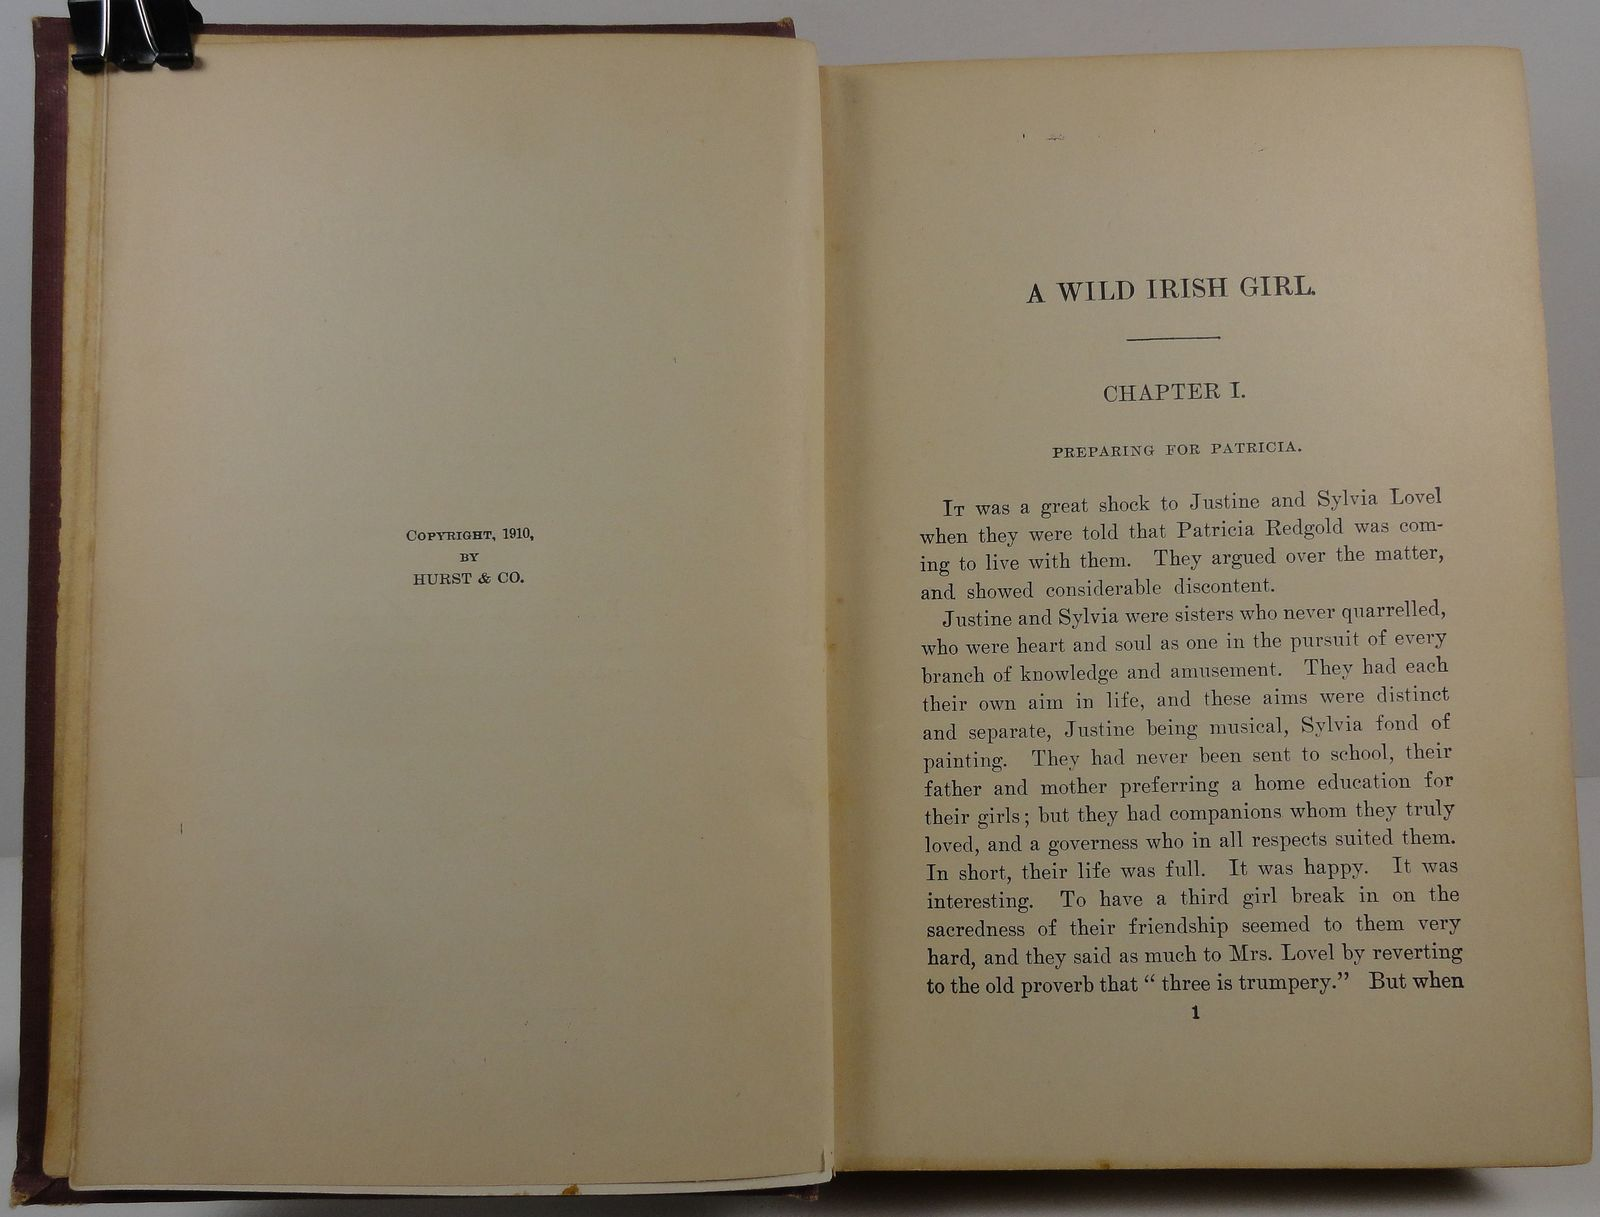 COPYRIGHT, 1910,
BY
HURST & CO.
A WILD IRISH GIRL.
CHAPTER I.
PREPARING FOR PATRICIA.
IT was a great shock to Justine and Sylvia Lovel
when they were told that Patricia Redgold was com-
ing to live with them. They argued over the matter,
and showed considerable discontent.
Justine and Sylvia were sisters who never quarrelled,
who were heart and soul as one in the pursuit of every
branch of knowledge and amusement. They had each
their own aim in life, and these aims were distinct
and separate, Justine being musical, Sylvia fond of
painting. They had never been sent to school, their
father and mother preferring a home education for
their girls; but they had companions whom they truly
loved, and a governess who in all respects suited them.
In short, their life was full. It was happy. It was
interesting. To have a third girl break in on the
sacredness of their friendship seemed to them very
hard, and they said as much to Mrs. Lovel by reverting
to the old proverb that “ three is trumpery.” But when
1